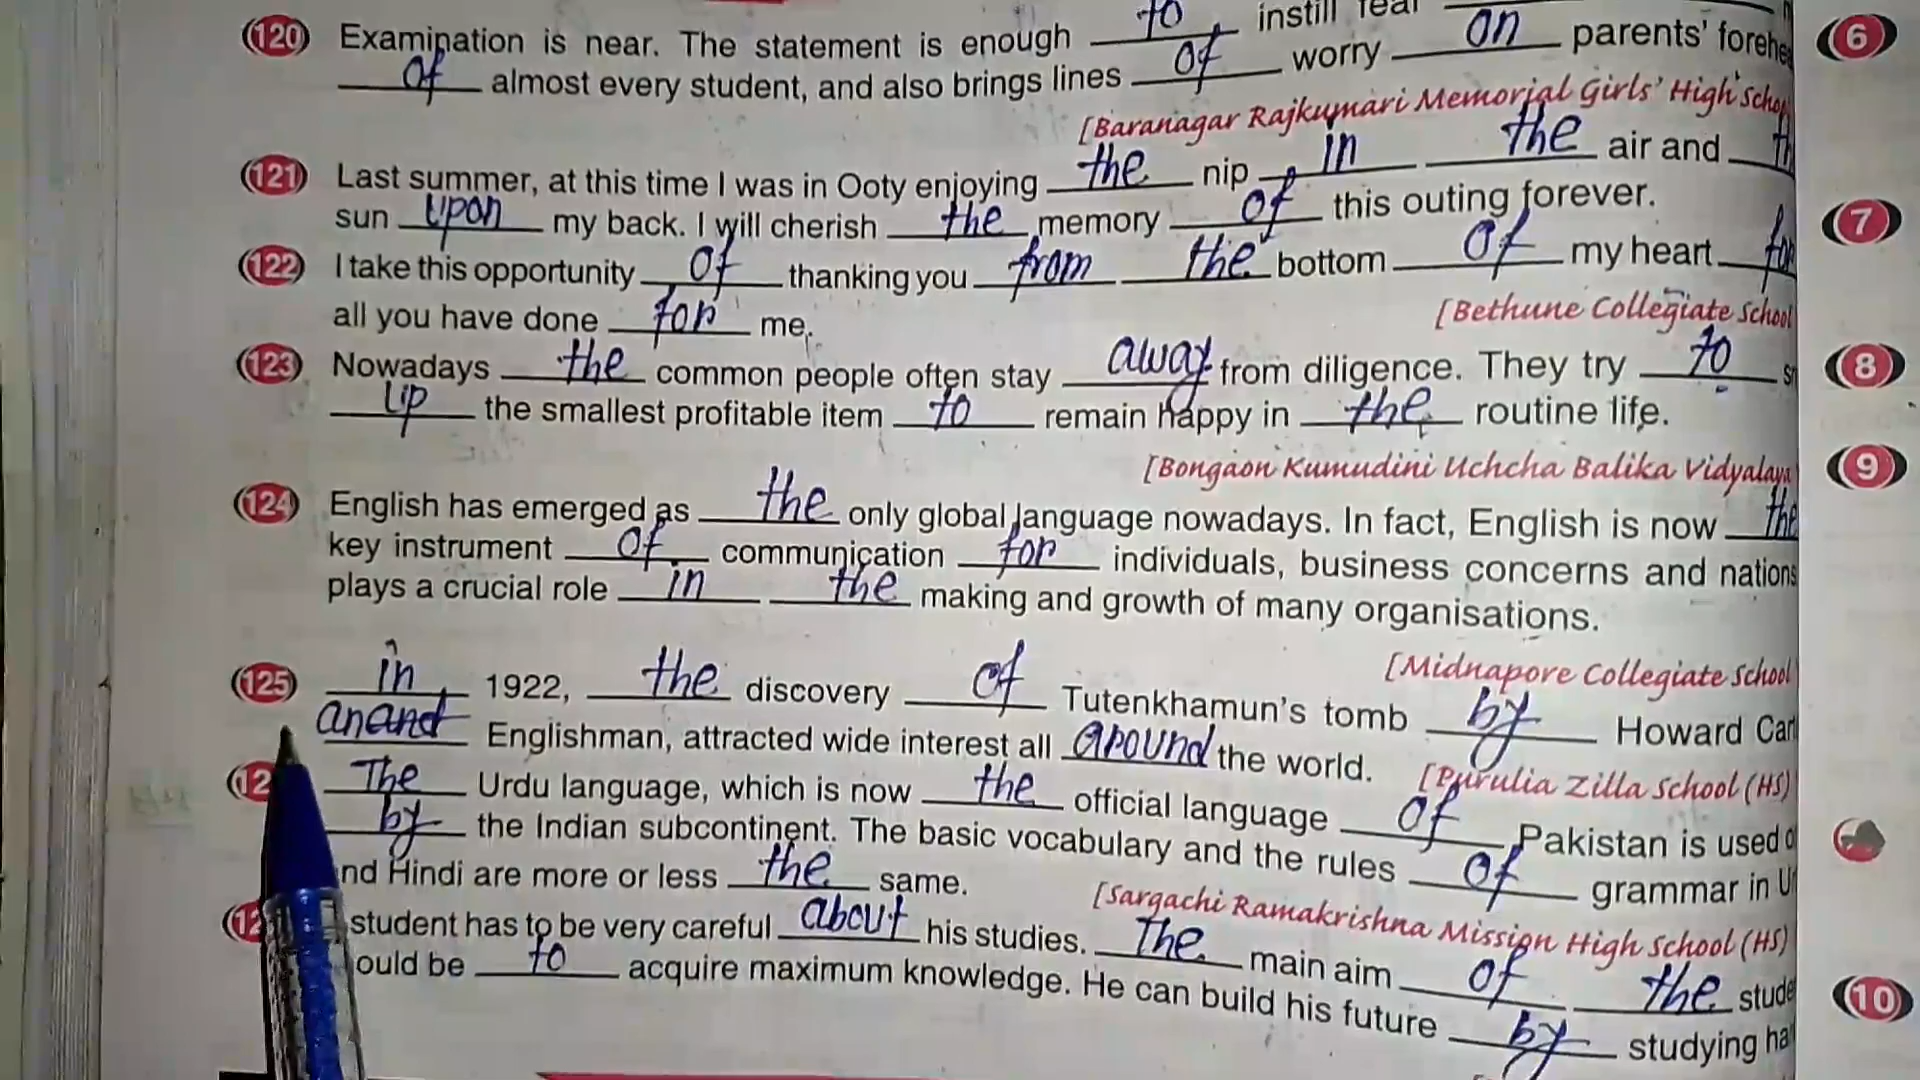 (120) Examination is near. The statement is enough to instill fear
of almost every student, and also brings lines of worry on parents'
[Baranagar Rajkumari Memorial Girls' High
(121) Last summer, at this time I was in Ooty enjoying the nip in the air and
sun upon my back. I will cherish the memory of this outing forever.
(122) I take this opportunity of thanking you from the bottom of my heart for
all you have done for me.
[Bethune Collegiate School
(123) Nowadays the common people often stay away from diligence. They try to
up the smallest profitable item to remain happy in the routine life.
[Bongaon Kumudini Uchcha Balika Vidyalaya
(124) English has emerged as the only global language nowadays. In fact, English is now the
key instrument of communication for individuals, business concerns and nations
plays a crucial role in the making and growth of many organisations.
[Midnapore Collegiate School
(125) in 1922, the discovery of Tutenkhamun's tomb by Howard
anand Englishman, attracted wide interest all around the world.
[Purulia Zilla School (HS)
The Urdu language, which is now the official language of Pakistan is used
by the Indian subcontinent. The basic vocabulary and the rules of grammar in
Hindi are more or less the same.
[Sargachi Ramakrishna Mission High School (HS)
student has to be very careful about his studies. The main aim of the
be to acquire maximum knowledge. He can build his future by studying
6
7
8
9
10